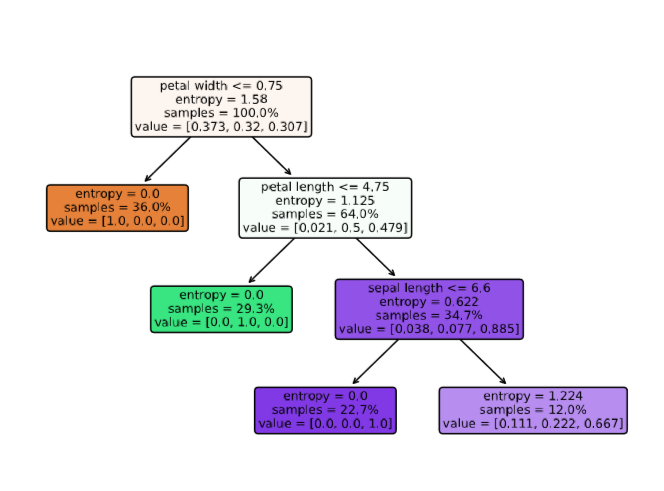 petal width <= 0.75
entropy = 1.58
samples = 100.0%
value = [0.373, 0.32, 0.307]
entropy = 0.0
samples = 36.0%
value = [1.0, 0.0, 0.0]
petal length <= 4.75
entropy = 1.125
samples = 64.0%
value = [0.021, 0.5, 0.479]
entropy = 0.0
samples = 29.3%
value = [0.0, 1.0, 0.0]
sepal length <= 6.6
entropy = 0.622
samples = 34.7%
value = [0.038, 0.077, 0.885]
entropy = 0.0
samples = 22.7%
value = [0.0, 0.0, 1.0]
entropy = 1.224
samples = 12.0%
value = [0.111, 0.222, 0.667]